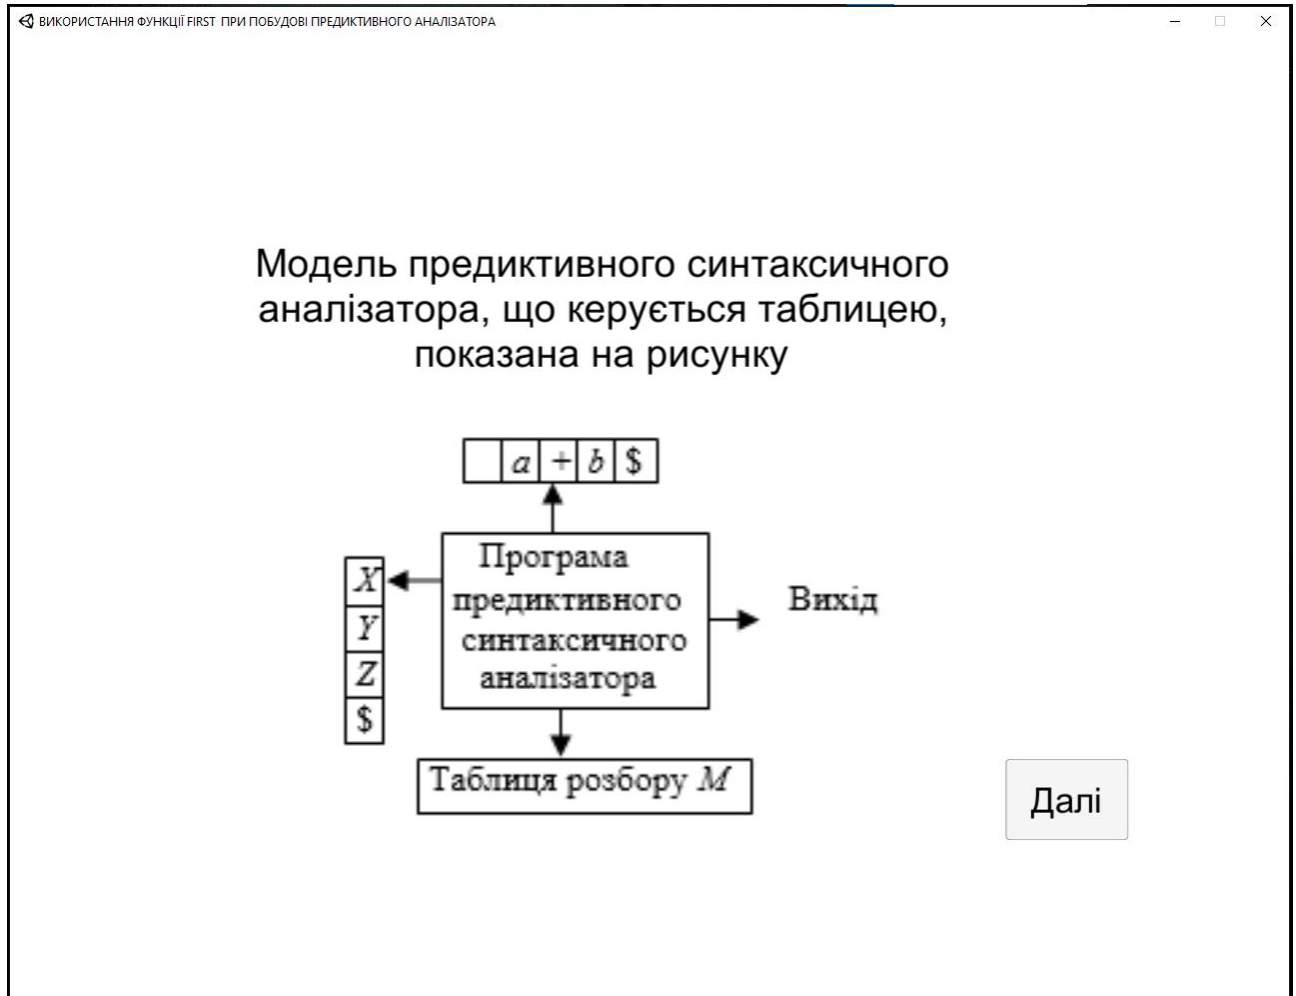 ВИКОРИСТАННЯ ФУНКЦІЇ FIRST ПРИ ПОБУДОВІ ПРЕДИКТИВНОГО АНАЛІЗАТОРА
Модель предиктивного синтаксичного
аналізатора, що керується таблицею,
показана на рисунку
a + b $
Програма
предиктивного
синтаксичного
аналізатора
X
Y
Z
$
Вихід
Таблиця розбору M
Далі